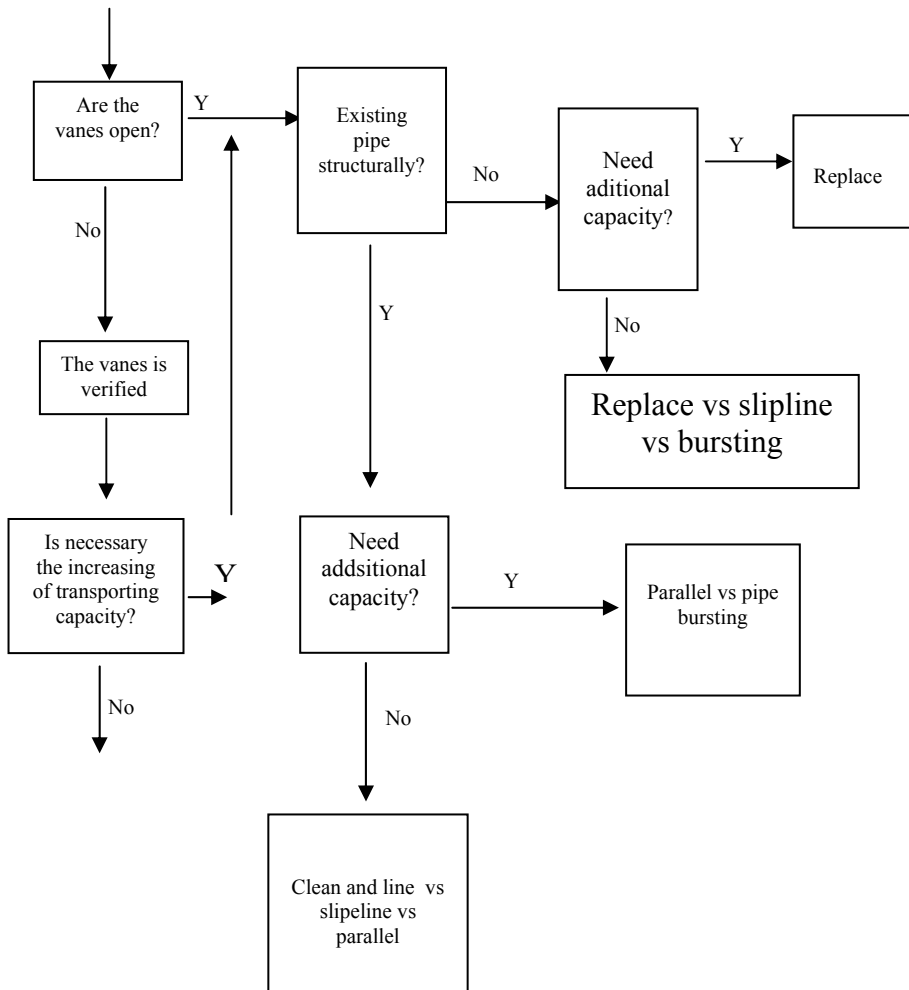 Are the
vanes open?
Y
Existing
pipe
structurally?
No
Need
aditional
capacity?
Y
Replace
No
Y
No
The vanes is
verified
Replace vs slipline
vs bursting
Is necessary
the increasing
of transporting
capacity?
Y
Need
addsitional
capacity?
Y
Parallel vs pipe
bursting
No
No
Clean and line vs
slipeline vs
parallel